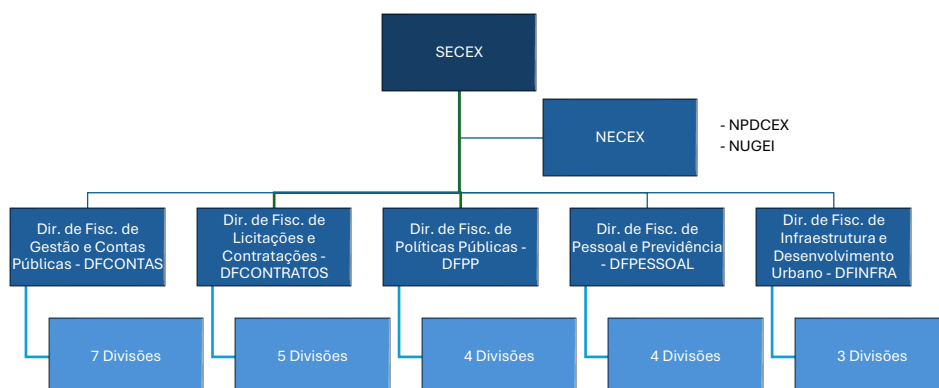 SECEX
NECEX
- NPDCEX
- NUGEI
Dir. de Fisc. de
Gestão e Contas
Públicas - DFCONTAS
Dir. de Fisc. de
Licitações e
Contratações -
DFCONTRATOS
Dir. de Fisc. de
Políticas Públicas -
DFPP
Dir. de Fisc. de
Pessoal e Previdência
- DFPESSOAL
Dir. de Fisc. de
Infraestrutura e
Desenvolvimento
Urbano - DFINFRA
7 Divisões
5 Divisões
4 Divisões
4 Divisões
3 Divisões